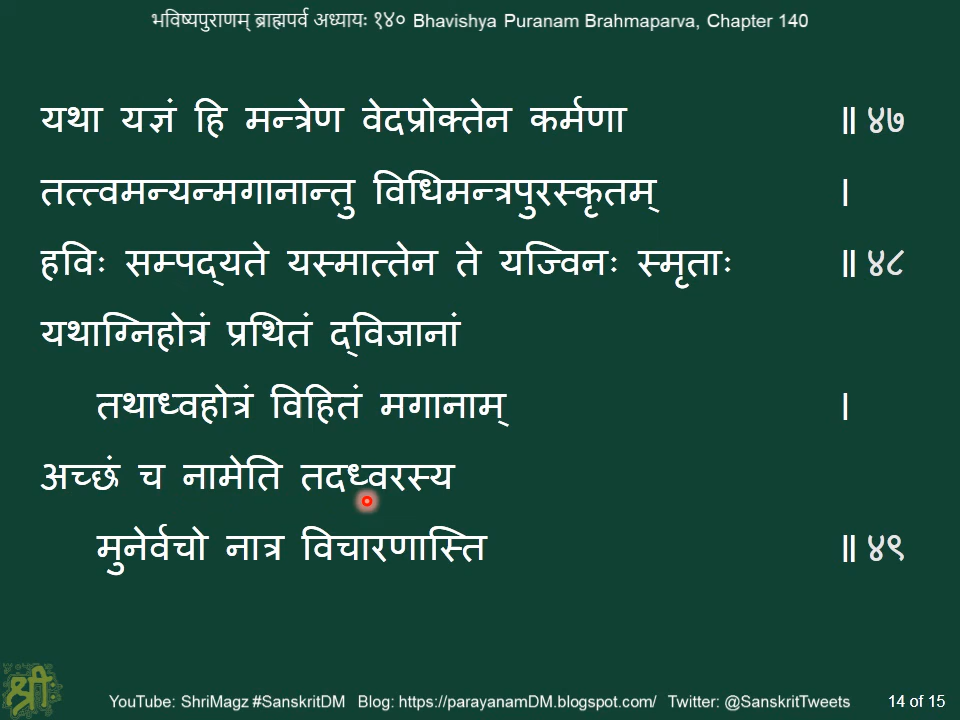 भविष्यपुराणम् ब्राह्मपर्व अध्यायः १४० Bhavishya Puranam Brahmaparva, Chapter 140
यथा यज्ञं हि मन्त्रेण वेदप्रोक्तेन कर्मणा ॥ ४७
तत्त्वमन्यन्मगानान्तु विधिमन्त्रपुरस्कृतम् ।
हविः सम्पद्यते यस्मात्तेन ते यज्विनः स्मृताः ॥ ४८
यथाग्निहोत्रं प्रथितं द्विजानां
तथाध्वहोत्रं विहितं मगानाम् ।
अच्छं च नामेति तदध्वरस्य
मुनेर्वचो नात्र विचारणास्ति ॥ ४९
श्रीः
YouTube: ShriMagz #SanskritDM Blog: https://parayanamDM.blogspot.com/ Twitter: @SanskritTweets 14 of 15